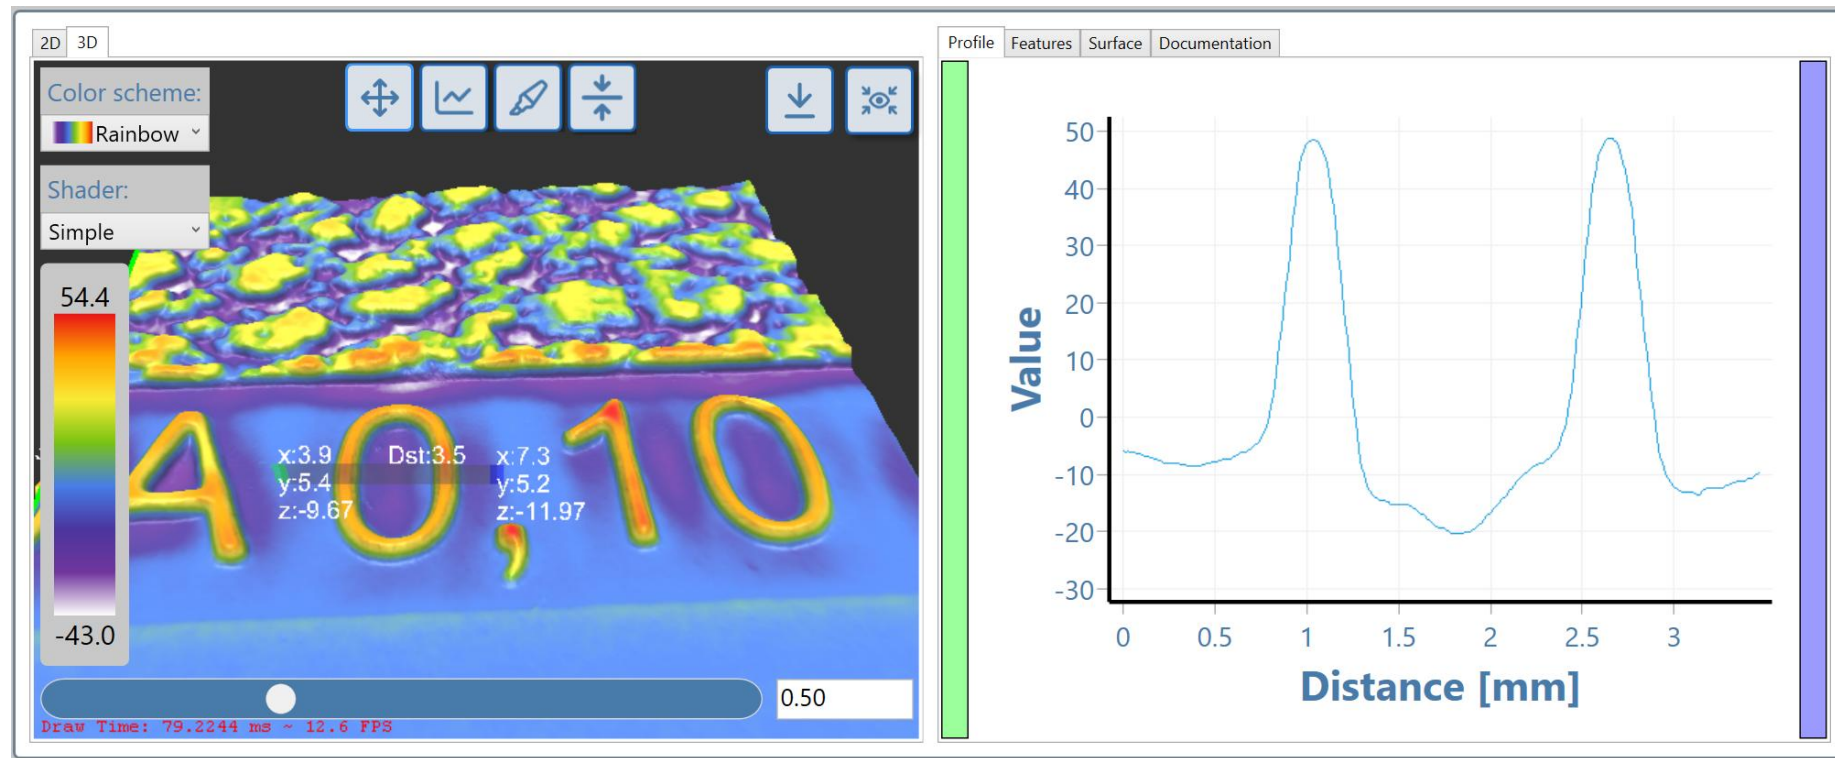 2D 3D
Color scheme:
Rainbow
Shader:
Simple
54.4
-43.0
A 0,10
x:3.9
y:5.4
z:-9.67
Dst:3.5
x:7.3
y:5.2
z:-11.97
0.50
Draw Time: 79.2244 ms ~ 12.6 FPS
Profile Features Surface Documentation
Value
50
40
30
20
10
0
-10
-20
-30
0 0.5 1 1.5 2 2.5 3
Distance [mm]